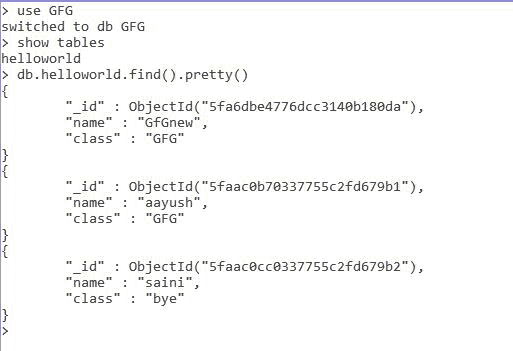 > use GFG
switched to db GFG
> show tables
helloworld
> db.helloworld.find().pretty()
{
        "_id" : ObjectId("5fa6dbe4776dcc3140b180da"),
        "name" : "GfGnew",
        "class" : "GFG"
}
{
        "_id" : ObjectId("5faac0b70337755c2fd679b1"),
        "name" : "aayush",
        "class" : "GFG"
}
{
        "_id" : ObjectId("5faac0cc0337755c2fd679b2"),
        "name" : "saini",
        "class" : "bye"
}
>